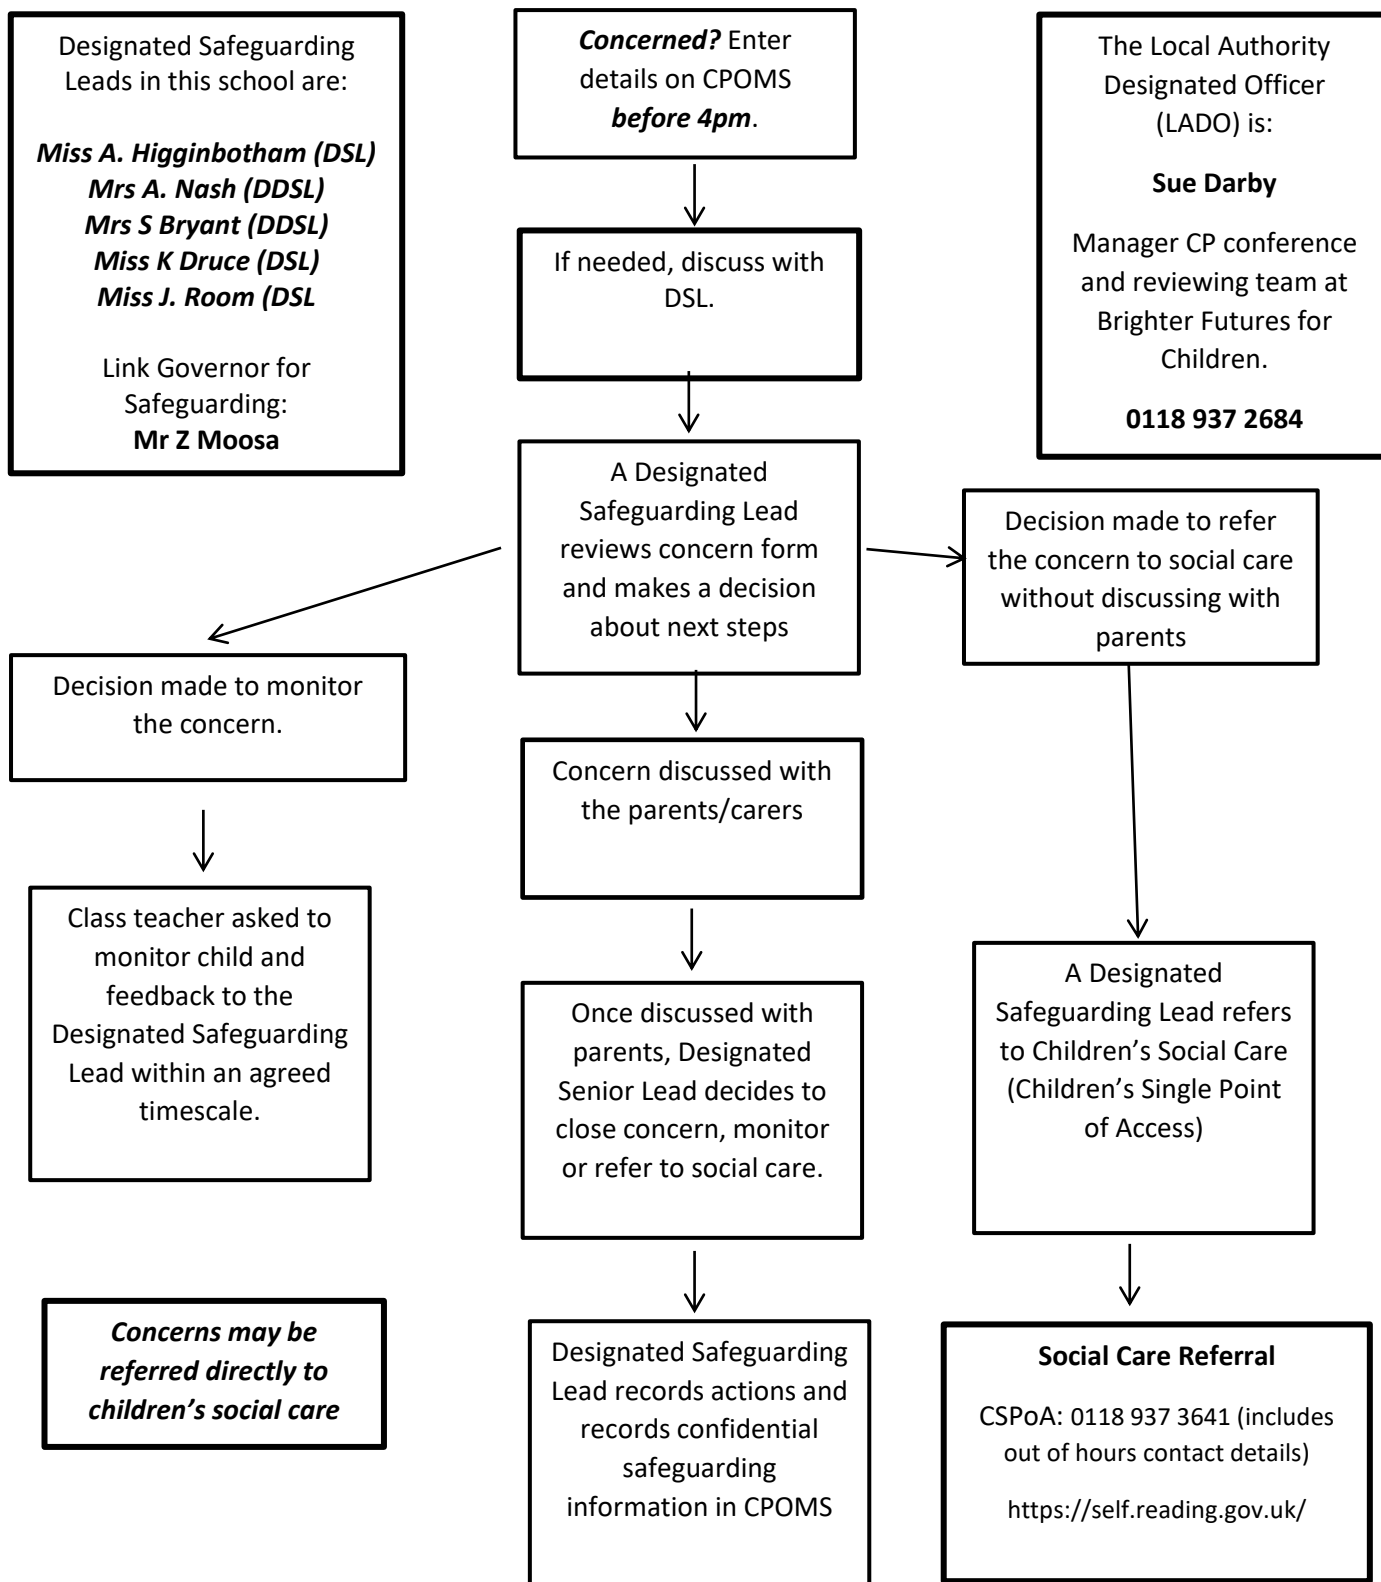 Designated Safeguarding
Leads in this school are:
Miss A. Higginbotham (DSL)
Mrs A. Nash (DDSL)
Mrs S Bryant (DDSL)
Miss K Druce (DSL)
Miss J. Room (DSL
Link Governor for
Safeguarding:
Mr Z Moosa
Concerned? Enter
details on CPOMS
before 4pm.
The Local Authority
Designated Officer
(LADO) is:
Sue Darby
Manager CP conference
and reviewing team at
Brighter Futures for
Children.
0118 937 2684
If needed, discuss with
DSL.
A Designated
Safeguarding Lead
reviews concern form
and makes a decision
about next steps
Decision made to refer
the concern to social care
without discussing with
parents
Decision made to monitor
the concern.
Concern discussed with
the parents/carers
Class teacher asked to
monitor child and
feedback to the
Designated Safeguarding
Lead within an agreed
timescale.
Once discussed with
parents, Designated
Senior Lead decides to
close concern, monitor
or refer to social care.
A Designated
Safeguarding Lead refers
to Children’s Social Care
(Children’s Single Point
of Access)
Concerns may be
referred directly to
children’s social care
Designated Safeguarding
Lead records actions and
records confidential
safeguarding
information in CPOMS
Social Care Referral
CSPoA: 0118 937 3641 (includes
out of hours contact details)
https://self.reading.gov.uk/